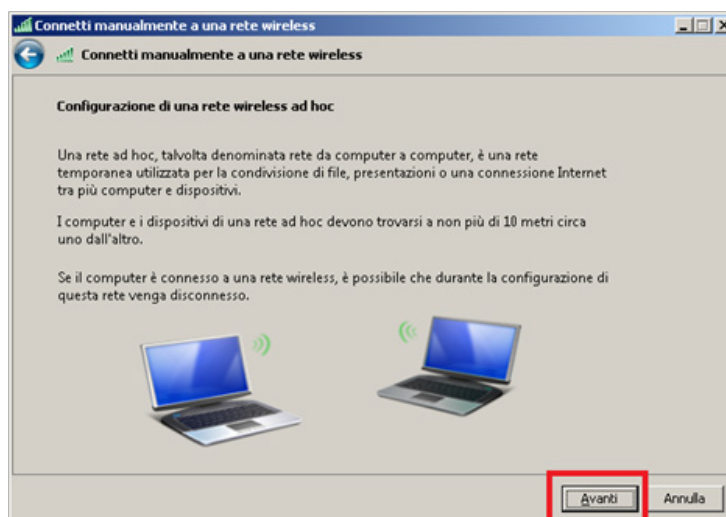 Connetti manualmente a una rete wireless
Connetti manualmente a una rete wireless
Configurazione di una rete wireless ad hoc
Una rete ad hoc, talvolta denominata rete da computer a computer, è una rete
temporanea utilizzata per la condivisione di file, presentazioni o una connessione Internet
tra più computer e dispositivi.
I computer e i dispositivi di una rete ad hoc devono trovarsi a non più di 10 metri circa
uno dall'altro.
Se il computer è connesso a una rete wireless, è possibile che durante la configurazione di
questa rete venga disconnesso.
Avanti
Annulla